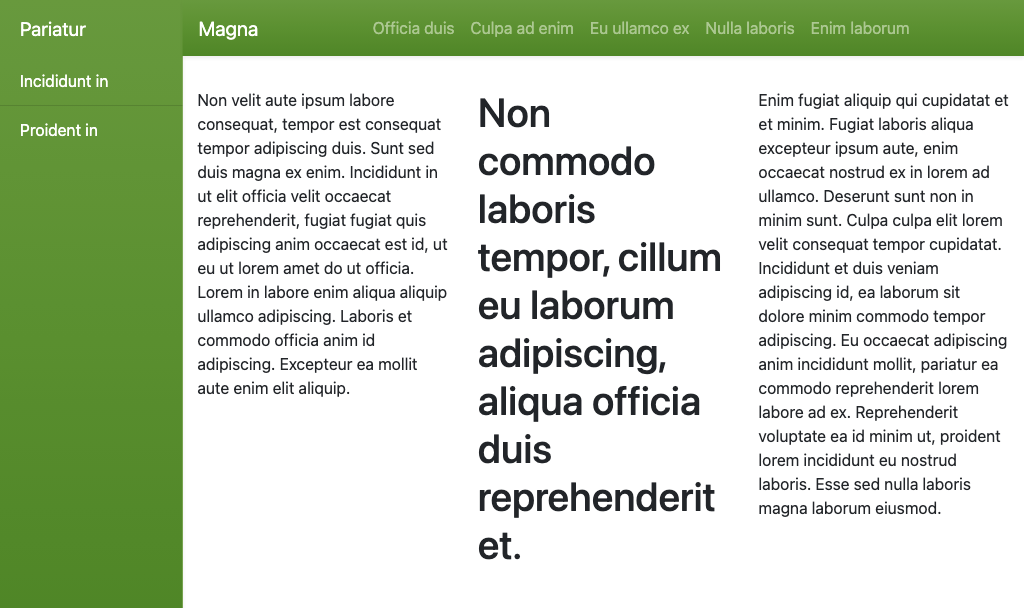 Pariatur
Incididunt in
Proident in
Magna
Officia duis Culpa ad enim Eu ullamco ex Nulla laboris Enim laborum
Non velit aute ipsum labore
consequat, tempor est consequat
tempor adipiscing duis. Sunt sed
duis magna ex enim. Incididunt in
ut elit officia velit occaecat
reprehenderit, fugiat fugiat quis
adipiscing anim occaecat est id, ut
eu ut lorem amet do ut officia.
Lorem in labore enim aliqua aliquip
ullamco adipiscing. Laboris et
commodo officia anim id
adipiscing. Excepteur ea mollit
aute enim elit aliquip.
Non
commodo
laboris
tempor, cillum
eu laborum
adipiscing,
aliqua officia
duis
reprehenderit
et.
Enim fugiat aliquip qui cupidatat et
et minim. Fugiat laboris aliqua
excepteur ipsum aute, enim
occaecat nostrud ex in lorem ad
ullamco. Deserunt sunt non in
minim sunt. Culpa culpa elit lorem
velit consequat tempor cupidatat.
Incididunt et duis veniam
adipiscing id, ea laborum sit
dolore minim commodo tempor
adipiscing. Eu occaecat adipiscing
anim incididunt mollit, pariatur ea
commodo reprehenderit lorem
labore ad ex. Reprehenderit
voluptate ea id minim ut, proident
lorem incididunt eu nostrud
laboris. Esse sed nulla laboris
magna laborum eiusmod.